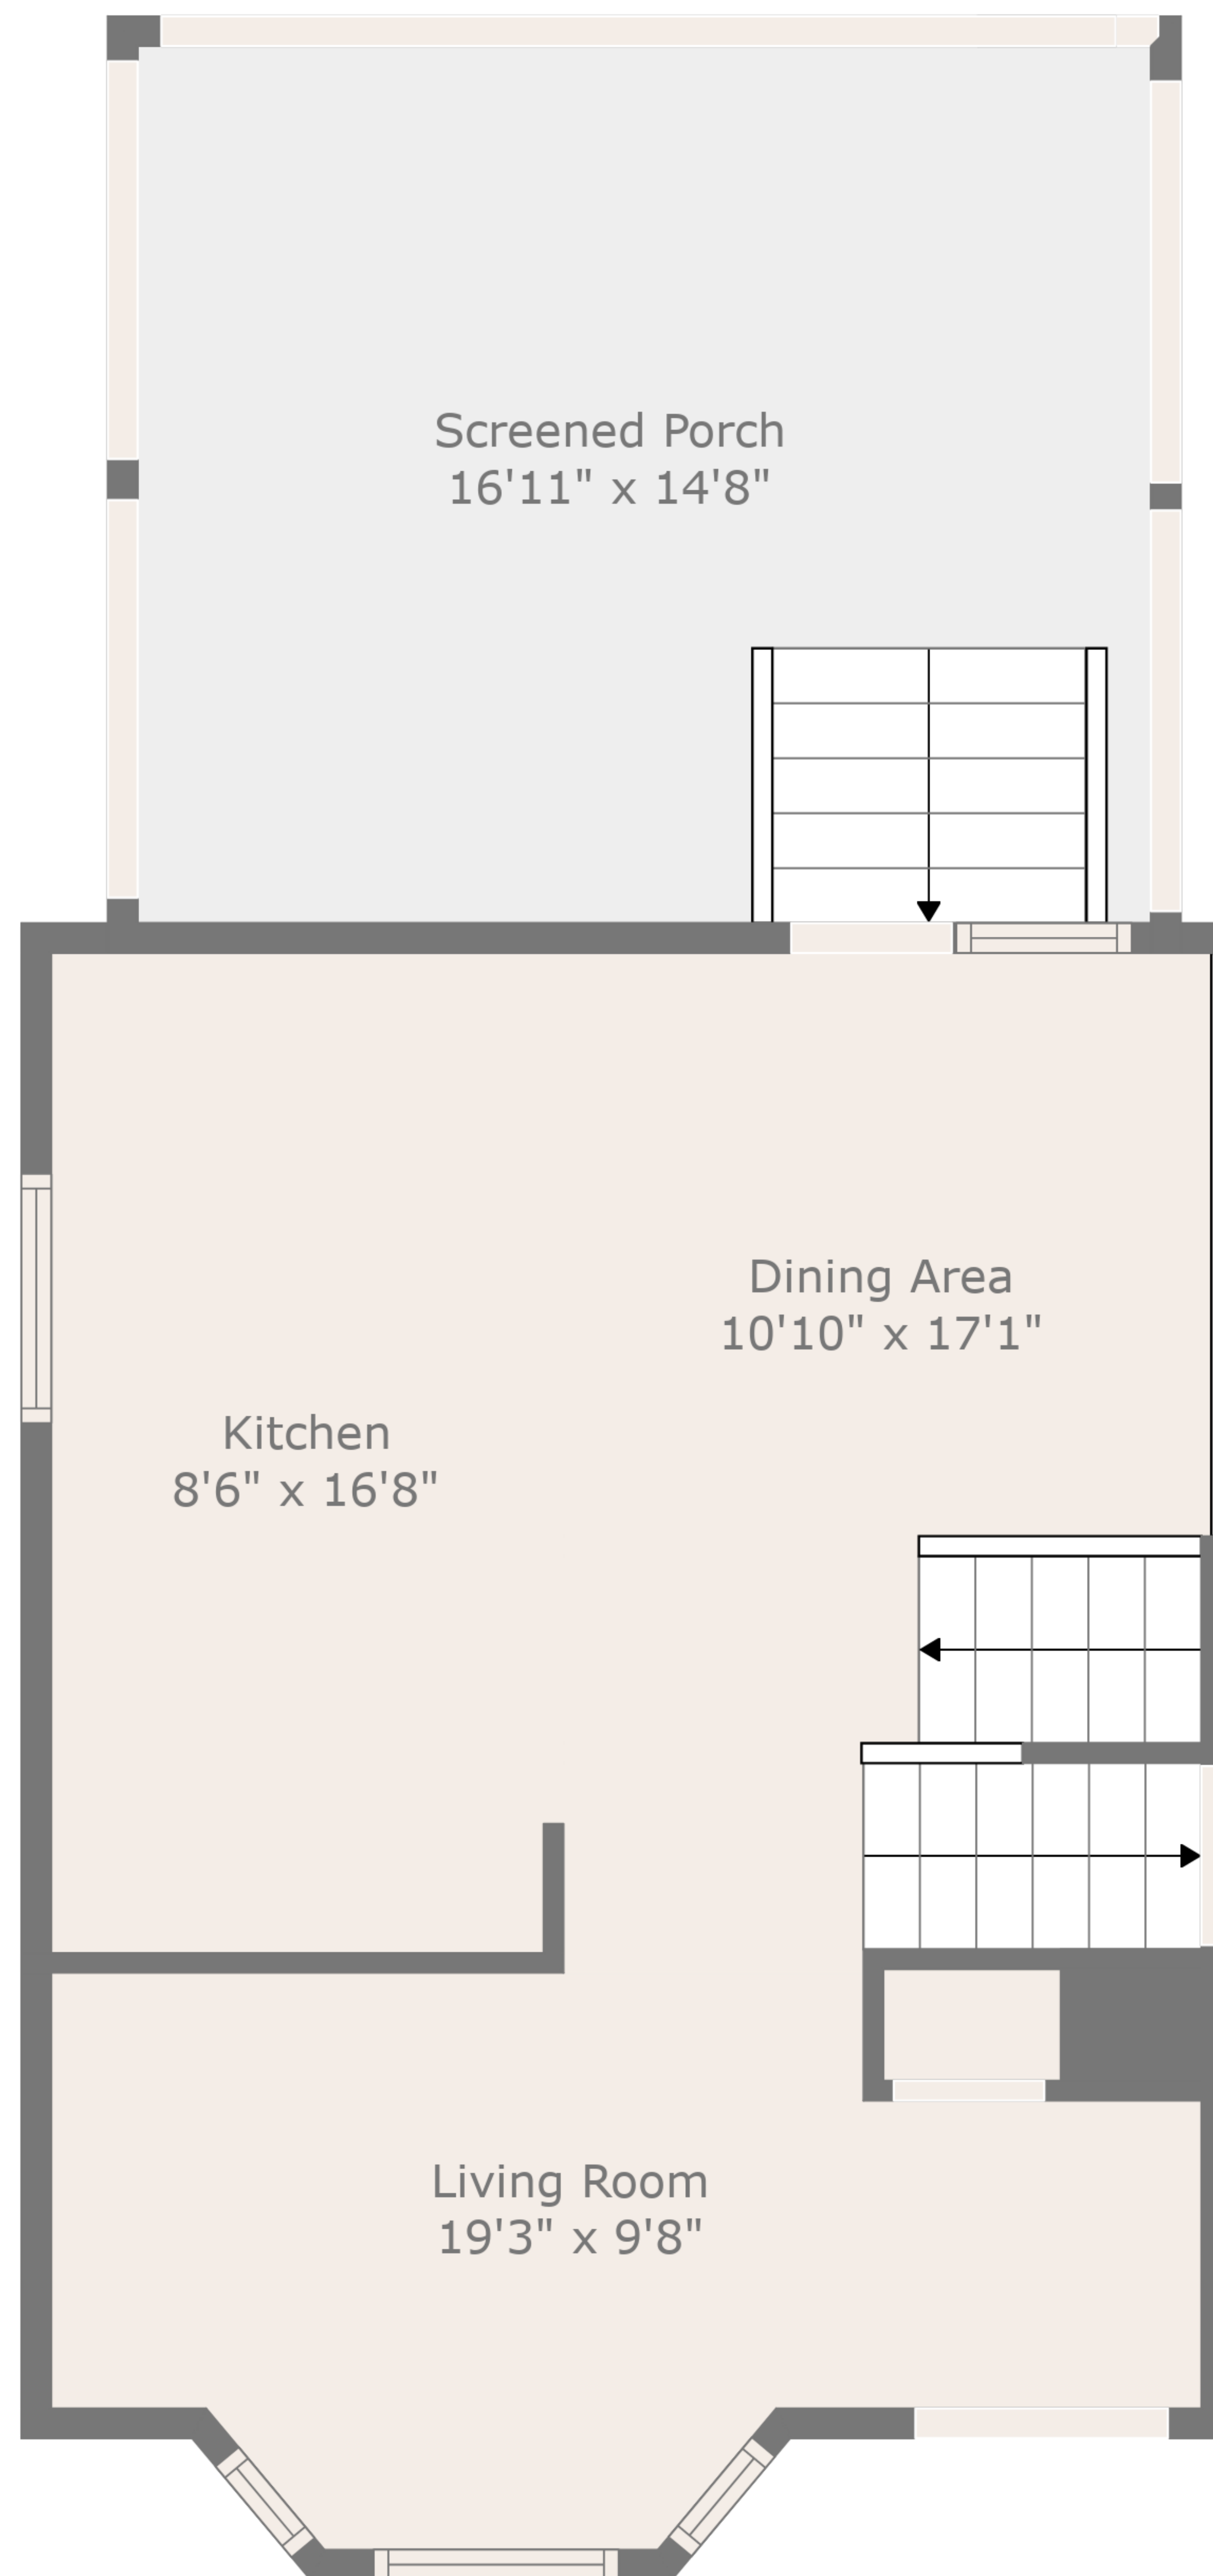 Screened Porch
16'11" x 14'8"
Dining Area
10'10" x 17'1"
Kitchen
8'6" x 16'8"
Living Room
19'3" x 9'8"